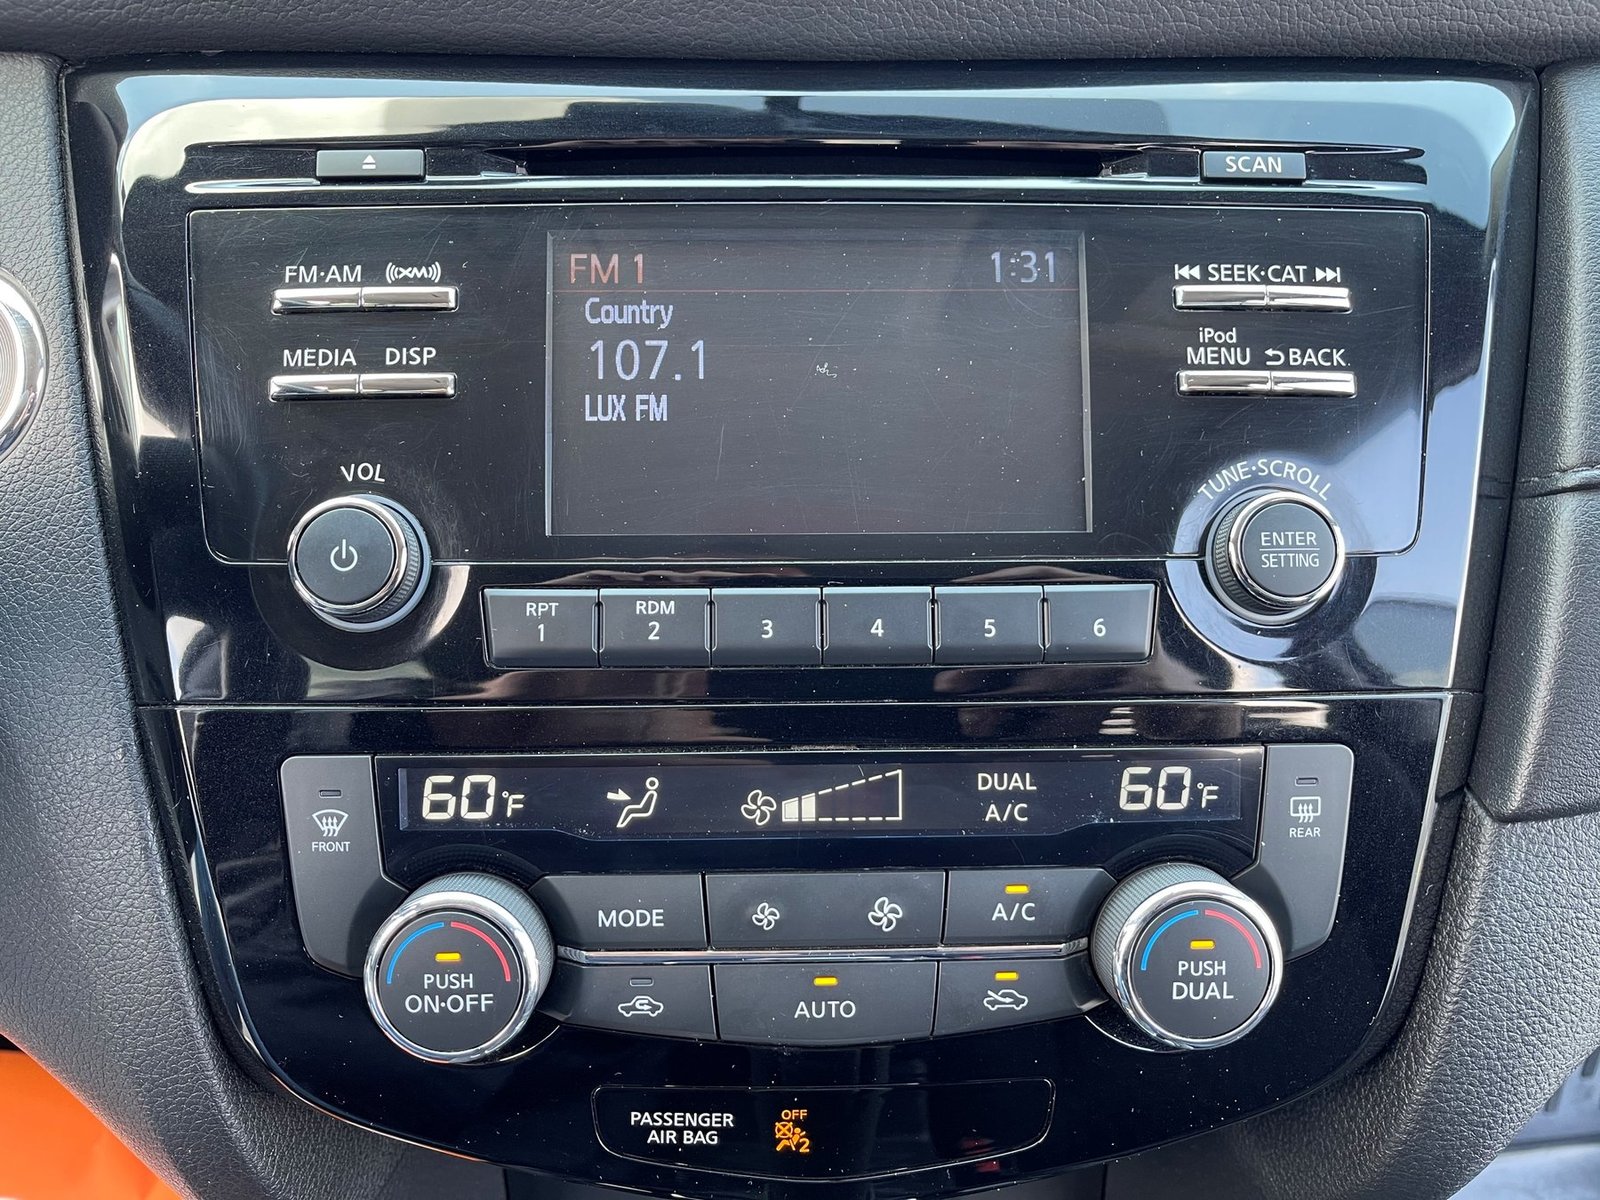 SCAN
FM·AM
((XM))
FM 1
1:31
SEEK·CAT
Country
107.1
LUX FM
MEDIA
DISP
iPod
MENU
BACK
VOL
TUNE·SCROLL
ENTER
SETTING
RPT
1
RDM
2
3
4
5
6
60°F
DUAL
A/C
60°F
FRONT
REAR
MODE
A/C
PUSH
ON·OFF
AUTO
PUSH
DUAL
PASSENGER
AIR BAG
OFF
2